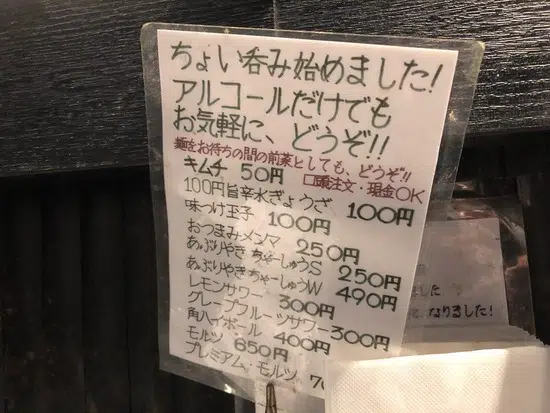 ちょい呑み始めました!
アルコールだけでも
お気軽に、どうぞ!!
麺をお待ちの間の前菜としても、どうぞ!!
キムチ 50円 口頭注文・現金OK
100円旨辛水ぎょうざ 100円
味つけ玉子 100円
おつまみメンマ 250円
あぶりやき ちゃーしゅうS 250円
あぶりやき ちゃーしゅうW 490円
レモンサワー 300円
グレープフルーツサワー 300円
角ハイボール 400円
モルツ 650円
プレミアム・モルツ 70
ました
なりました!